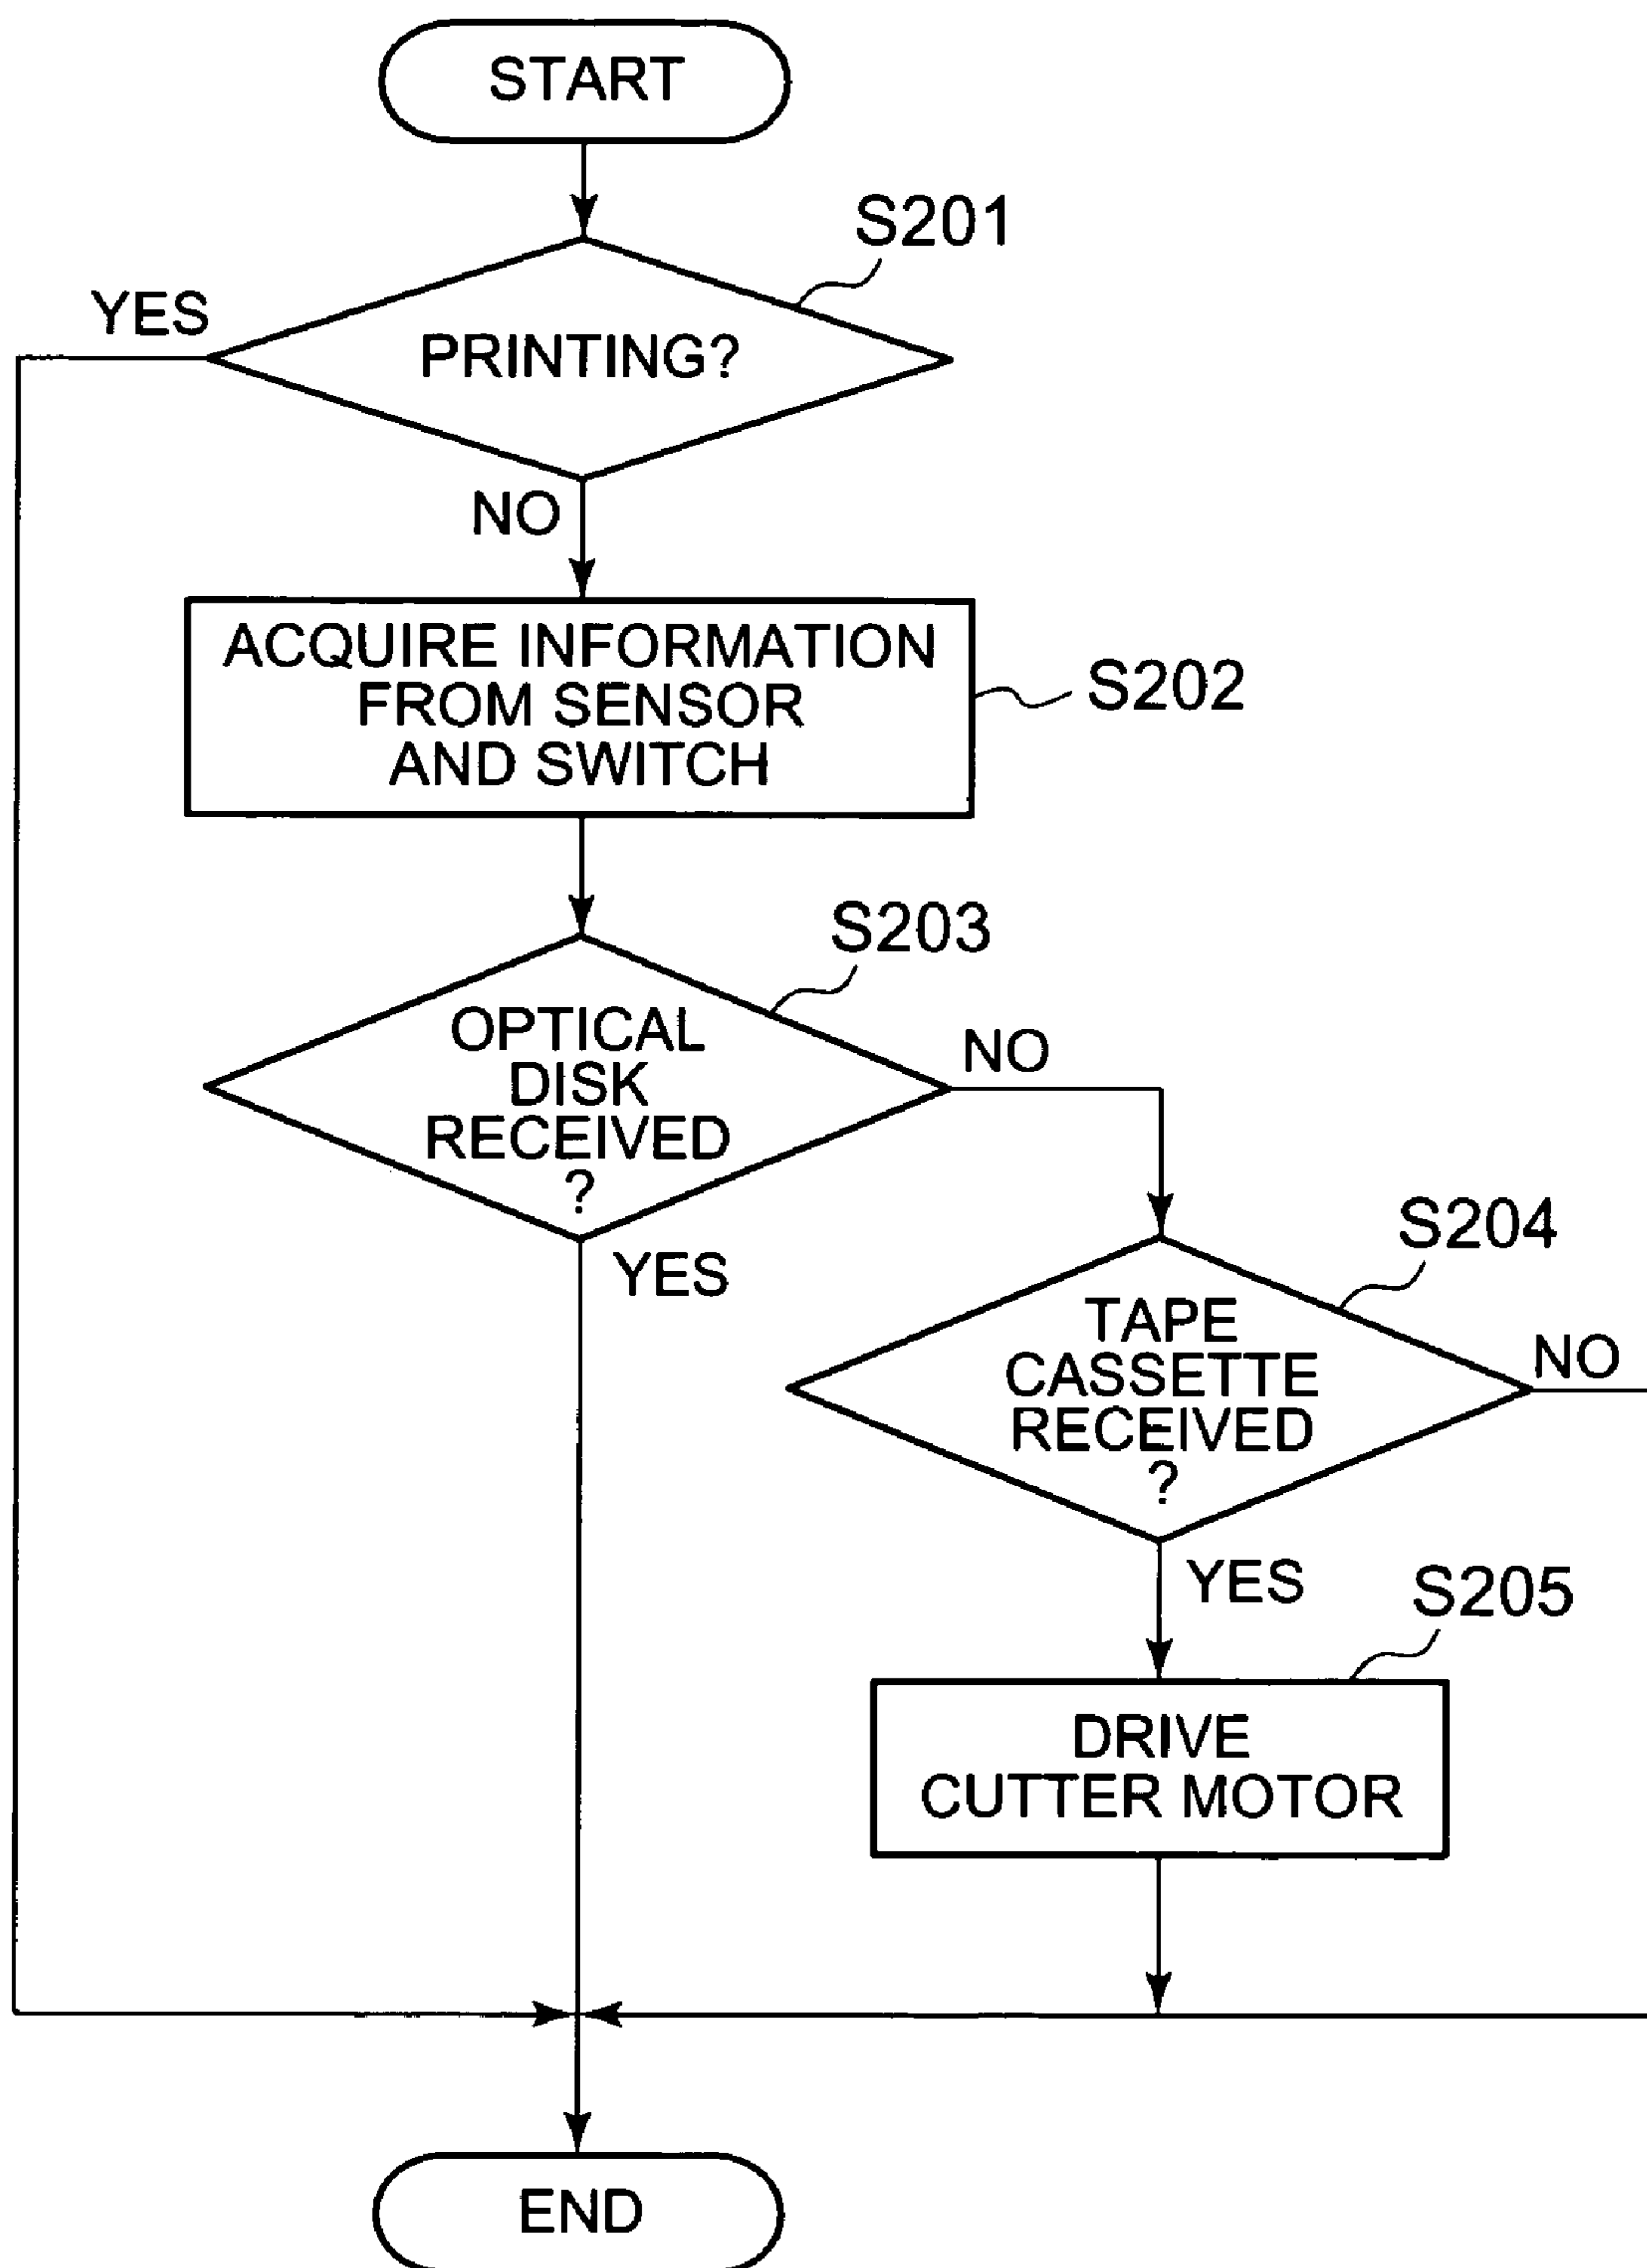 START
S201
YES
PRINTING?
NO
ACQUIRE INFORMATION
FROM SENSOR
AND SWITCH
S202
S203
OPTICAL
DISK
RECEIVED
?
NO
YES
S204
TAPE
CASSETTE
RECEIVED
?
NO
YES
S205
DRIVE
CUTTER MOTOR
END